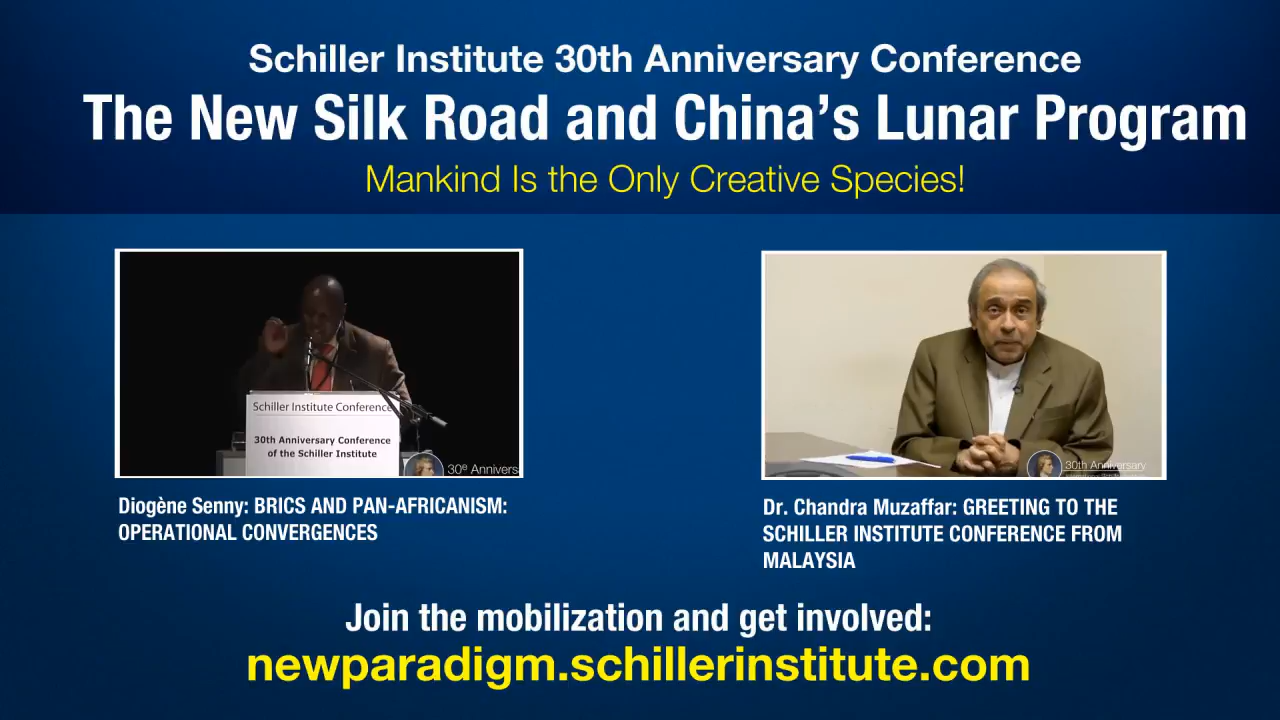 Schiller Institute 30th Anniversary Conference
The New Silk Road and China’s Lunar Program
Mankind Is the Only Creative Species!
Schiller Institute Conference
30th Anniversary Conference
of the Schiller Institute
30e Annivers
30th Anniversary
Diogène Senny: BRICS AND PAN-AFRICANISM:
OPERATIONAL CONVERGENCES
Dr. Chandra Muzaffar: GREETING TO THE
SCHILLER INSTITUTE CONFERENCE FROM
MALAYSIA
Join the mobilization and get involved:
newparadigm.schillerinstitute.com